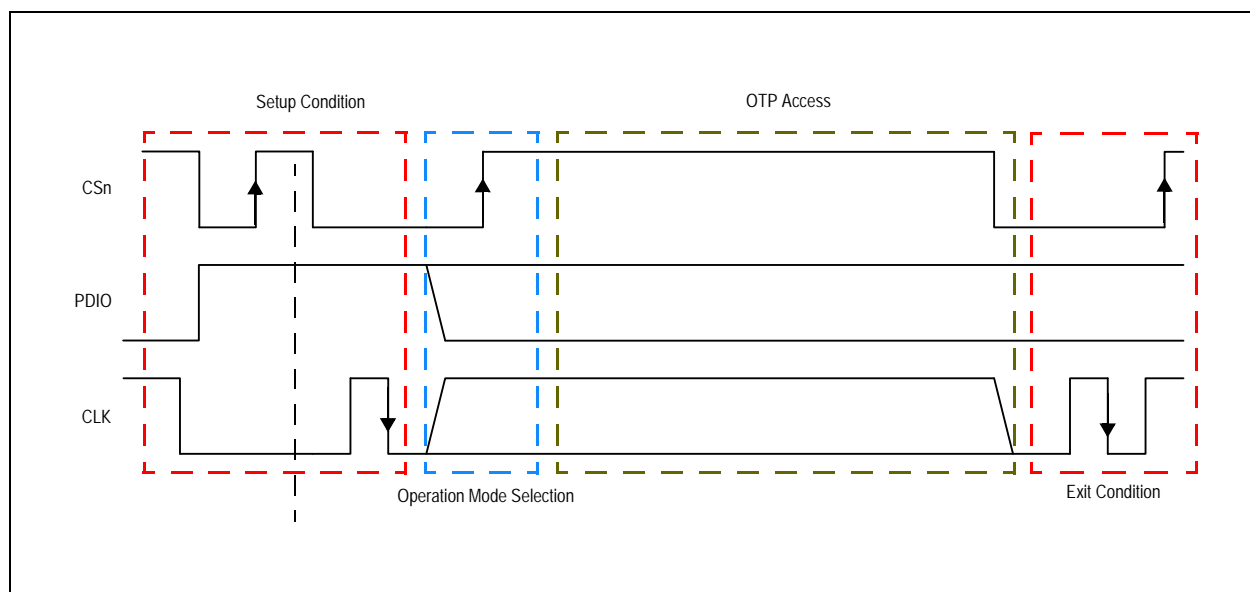 Setup Condition
OTP Access
CSn
PDIO
CLK
Operation Mode Selection
Exit Condition